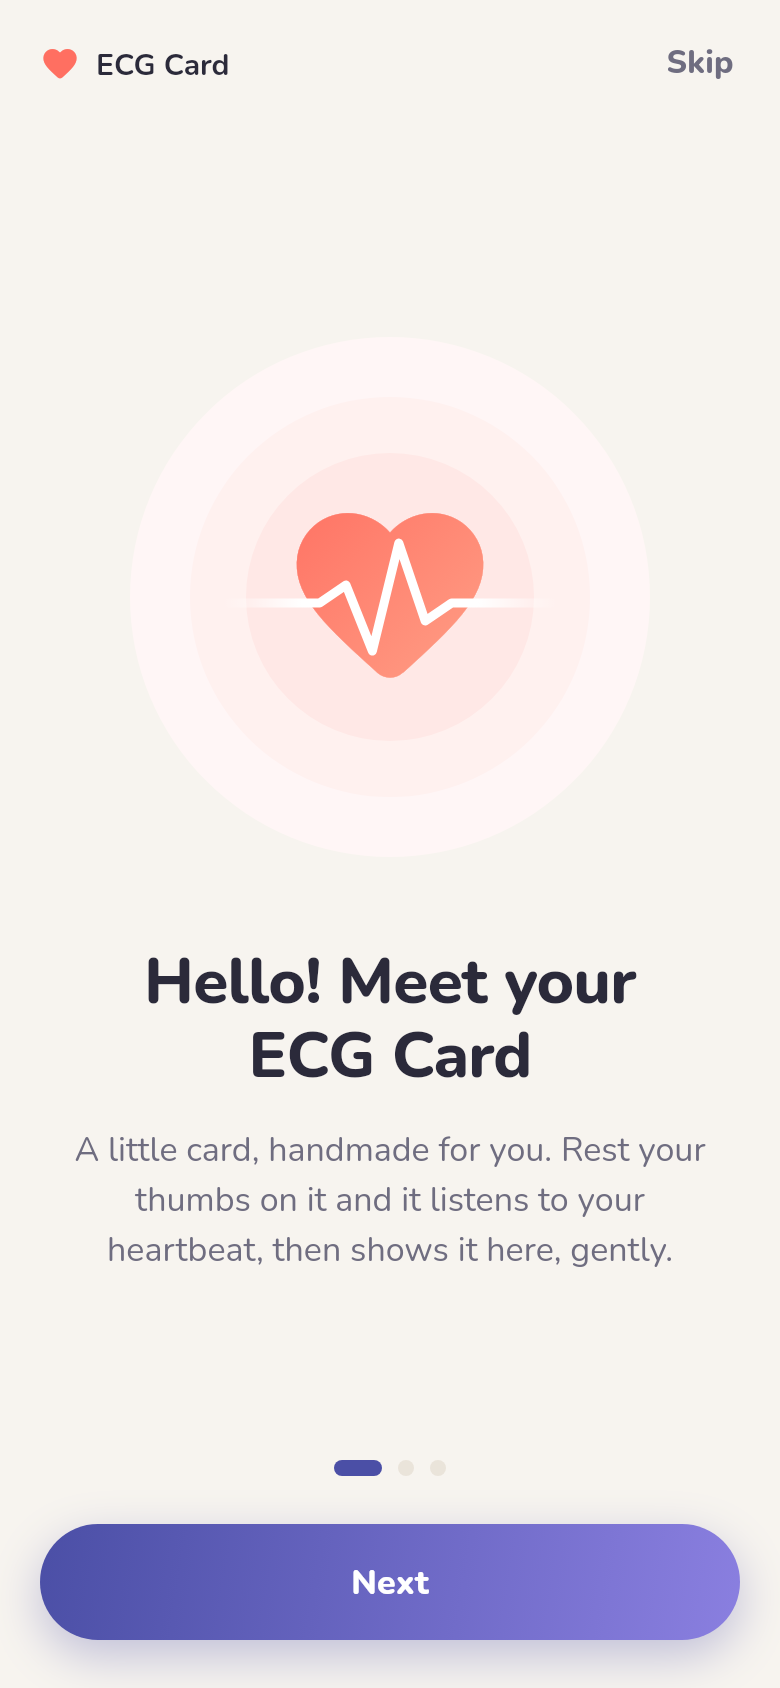 ECG Card
Skip
Hello! Meet your
ECG Card
A little card, handmade for you. Rest your
thumbs on it and it listens to your
heartbeat, then shows it here, gently.
Next